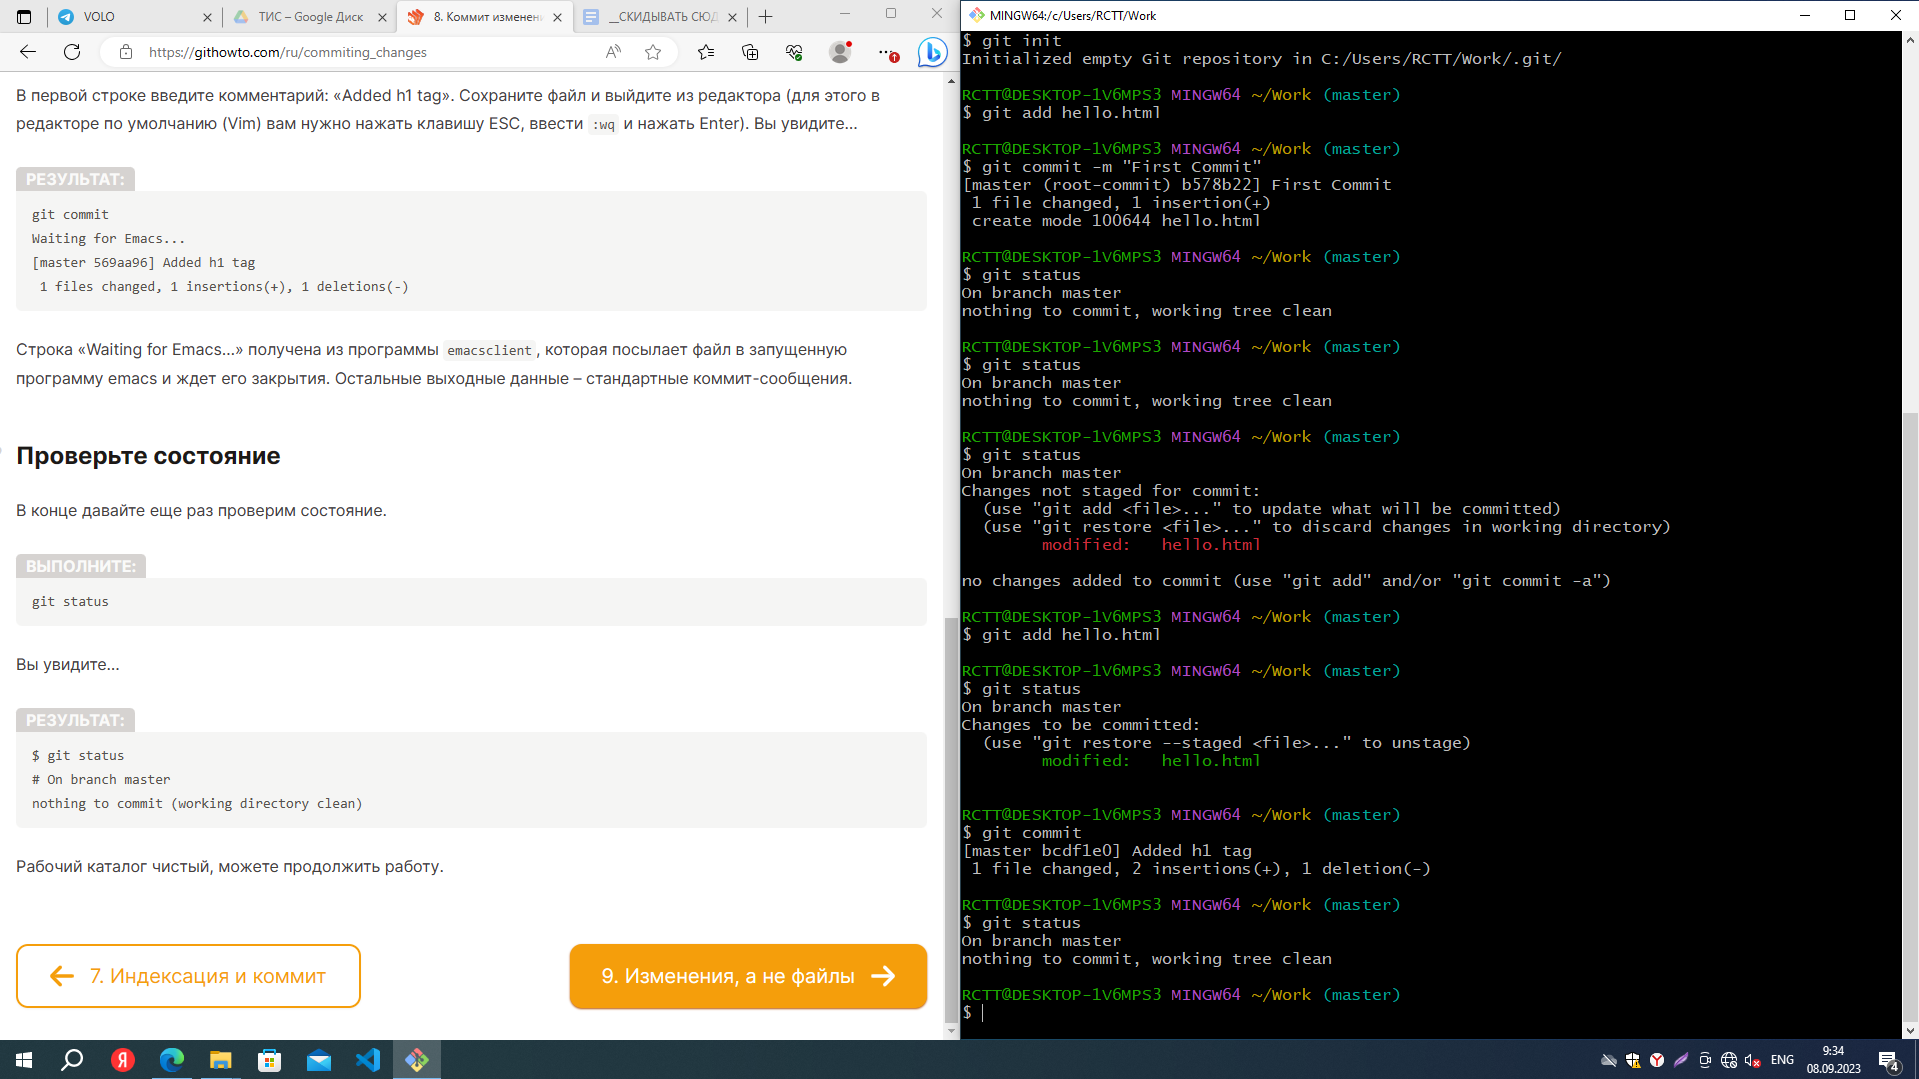 VOLO
ТИС – Google Диск
8. Коммит изменен
__СКИДЫВАТЬ СЮД
https://githowto.com/ru/commiting_changes
В первой строке введите комментарий: «Added h1 tag». Сохраните файл и выйдите из редактора (для этого в
редакторе по умолчанию (Vim) вам нужно нажать клавишу ESC, ввести :wq и нажать Enter). Вы увидите…
РЕЗУЛЬТАТ:
git commit
Waiting for Emacs...
[master 569aa96] Added h1 tag
1 files changed, 1 insertions(+), 1 deletions(-)
Строка «Waiting for Emacs…» получена из программы emacsclient, которая посылает файл в запущенную
программу emacs и ждет его закрытия. Остальные выходные данные – стандартные коммит-сообщения.
Проверьте состояние
В конце давайте еще раз проверим состояние.
ВЫПОЛНИТЕ:
git status
Вы увидите…
РЕЗУЛЬТАТ:
$ git status
# On branch master
nothing to commit (working directory clean)
Рабочий каталог чистый, можете продолжить работу.
7. Индексация и коммит
9. Изменения, а не файлы
MINGW64:/c/Users/RCTT/Work
$ git init
Initialized empty Git repository in C:/Users/RCTT/Work/.git/
RCTT@DESKTOP-1V6MPS3 MINGW64 ~/Work (master)
$ git add hello.html
RCTT@DESKTOP-1V6MPS3 MINGW64 ~/Work (master)
$ git commit -m "First Commit"
[master (root-commit) b578b22] First Commit
1 file changed, 1 insertion(+)
create mode 100644 hello.html
RCTT@DESKTOP-1V6MPS3 MINGW64 ~/Work (master)
$ git status
On branch master
nothing to commit, working tree clean
RCTT@DESKTOP-1V6MPS3 MINGW64 ~/Work (master)
$ git status
On branch master
nothing to commit, working tree clean
RCTT@DESKTOP-1V6MPS3 MINGW64 ~/Work (master)
$ git status
On branch master
Changes not staged for commit:
(use "git add <file>..." to update what will be committed)
(use "git restore <file>..." to discard changes in working directory)
modified:   hello.html
no changes added to commit (use "git add" and/or "git commit -a")
RCTT@DESKTOP-1V6MPS3 MINGW64 ~/Work (master)
$ git add hello.html
RCTT@DESKTOP-1V6MPS3 MINGW64 ~/Work (master)
$ git status
On branch master
Changes to be committed:
(use "git restore --staged <file>..." to unstage)
modified:   hello.html
RCTT@DESKTOP-1V6MPS3 MINGW64 ~/Work (master)
$ git commit
[master bcdf1e0] Added h1 tag
1 file changed, 2 insertions(+), 1 deletion(-)
RCTT@DESKTOP-1V6MPS3 MINGW64 ~/Work (master)
$ git status
On branch master
nothing to commit, working tree clean
RCTT@DESKTOP-1V6MPS3 MINGW64 ~/Work (master)
$
Я
ENG
9:34
08.09.2023
4